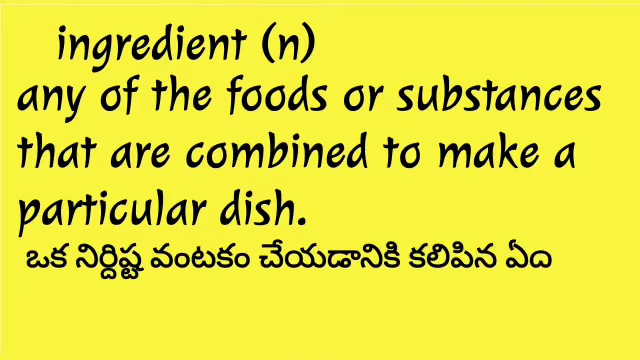 ingredient (n)
any of the foods or substances
that are combined to make a
particular dish.
ఒక నిర్దిష్ట వంటకం చేయడానికి కలిపిన ఏద